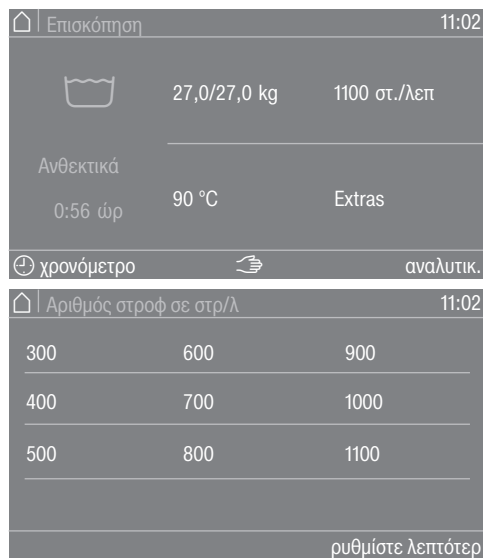 Επισκόπηση 11:02
27,0/27,0 kg 1100 στ./λεπ
Ανθεκτικά
0:56 ώρ
90 °C Extras
χρονόμετρο αναλυτικ.
Αριθμός στροφ σε στρ/λ 11:02
300 600 900
400 700 1000
500 800 1100
ρυθμίστε λεπτότερ